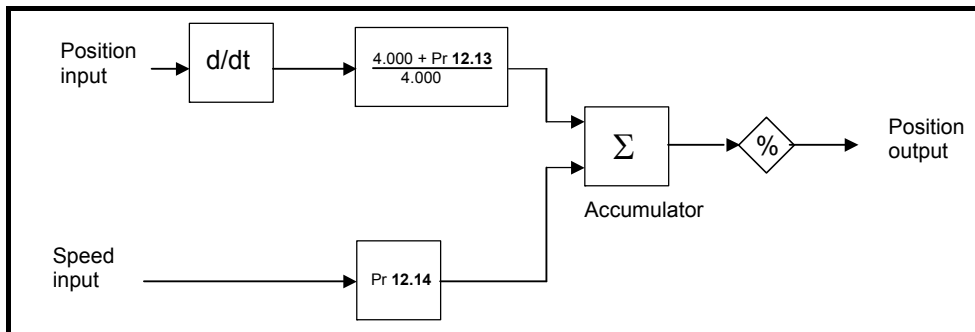 Position
input
d/dt
4.000 + Pr 12.13
4.000
Σ
Accumulator
%
Position
output
Speed
input
Pr 12.14